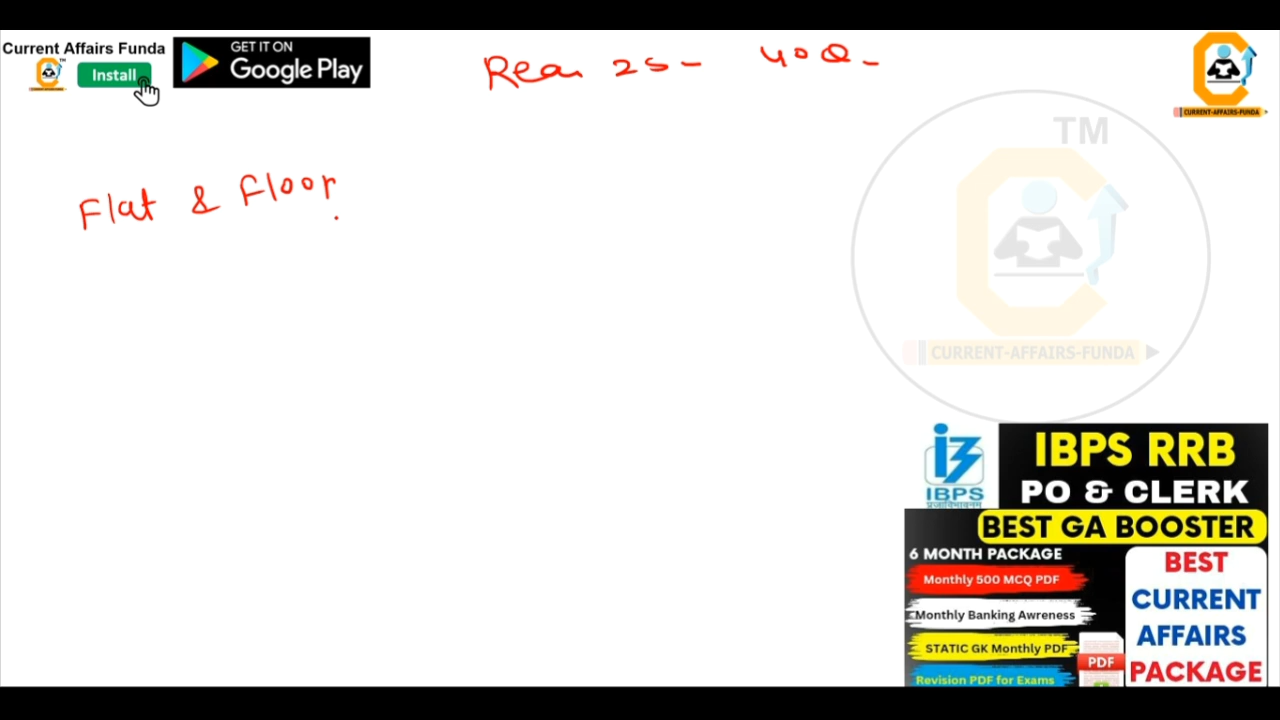 Current Affairs Funda
Install
GET IT ON
Google Play
Rea 25 - 40Q -
CURRENT-AFFAIRS-FUNDA
TM
Flat & Floor
CURRENT-AFFAIRS-FUNDA
IBPS
IBPS RRB
PO & CLERK
BEST GA BOOSTER
6 MONTH PACKAGE
Monthly 500 MCQ PDF
Monthly Banking Awreness
STATIC GK Monthly PDF
Revision PDF for Exams
PDF
BEST
CURRENT
AFFAIRS
PACKAGE